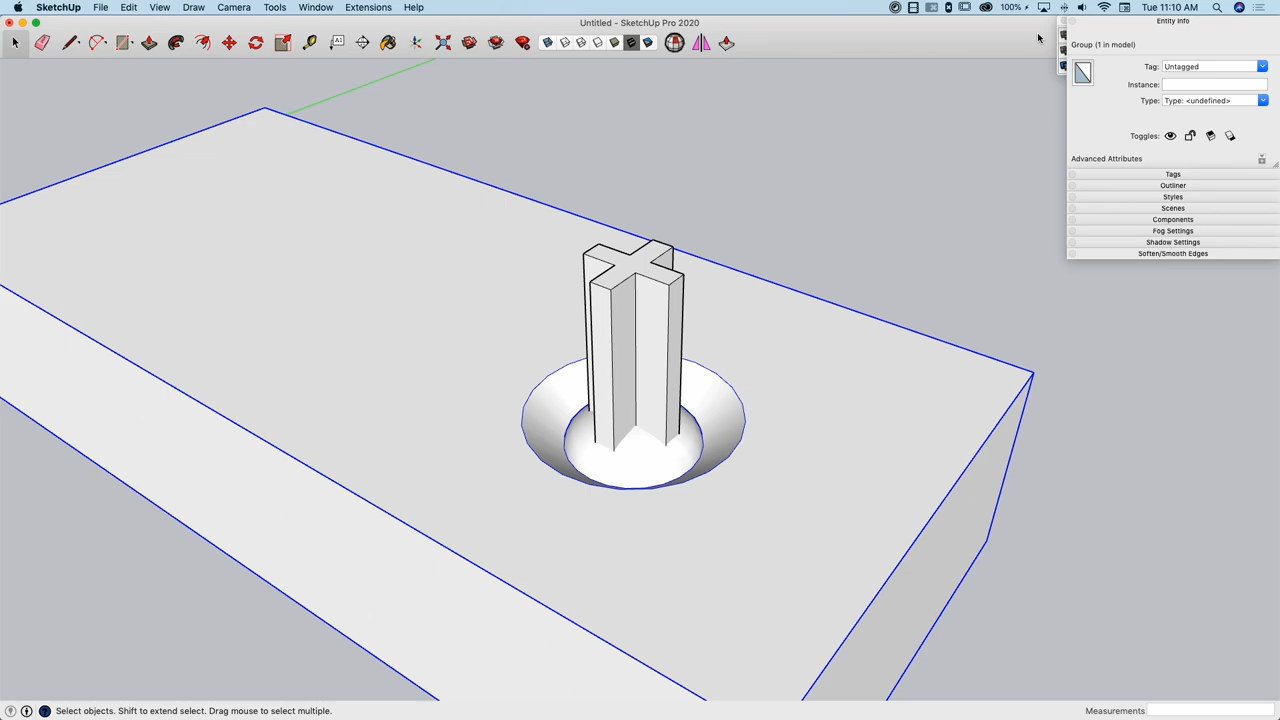 SketchUp File Edit View Draw Camera Tools Window Extensions Help 100% Tue 11:10 AM
Untitled - SketchUp Pro 2020
Entity Info
Group (1 in model)
Tag: Untagged
Instance:
Type: Type: <undefined>
Toggles:
Advanced Attributes
Tags
Outliner
Styles
Scenes
Components
Fog Settings
Shadow Settings
Soften/Smooth Edges
A1
Select objects. Shift to extend select. Drag mouse to select multiple. Measurements